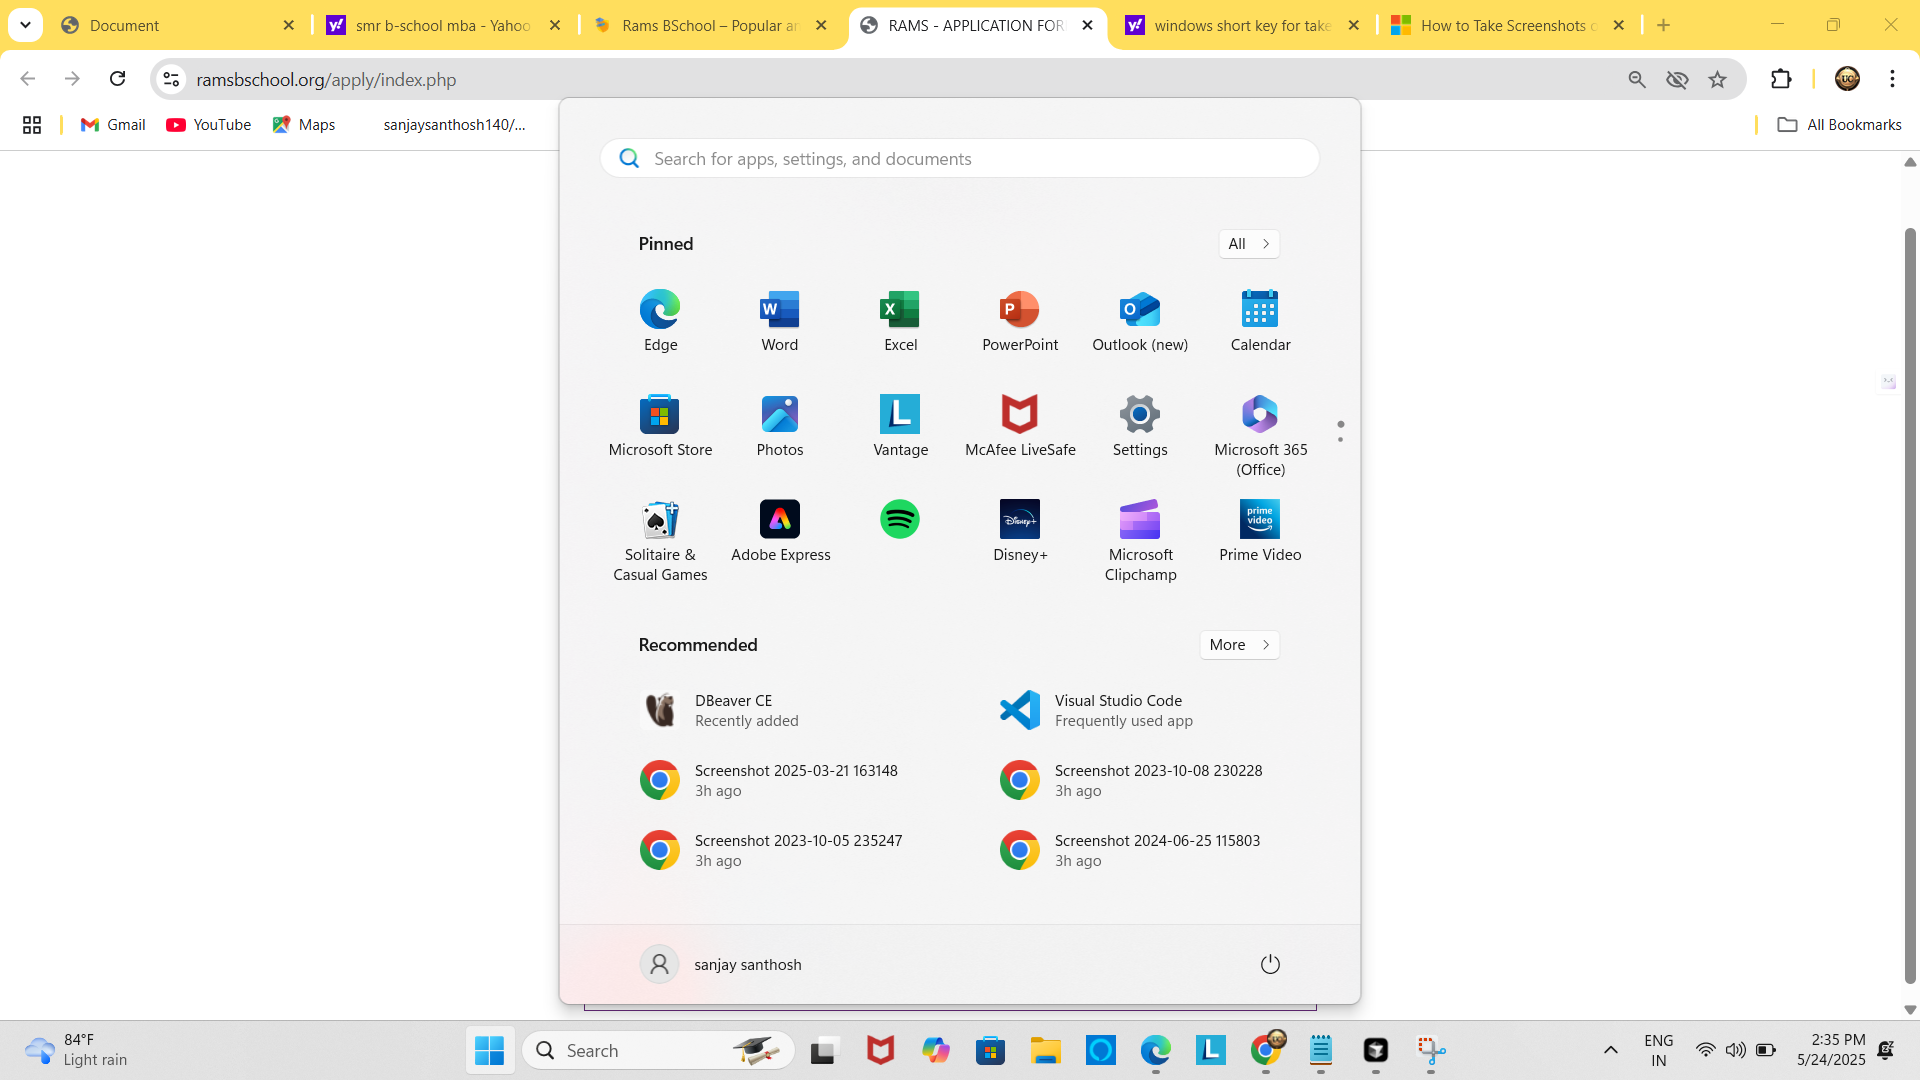 Document
smr b-school mba - Yahoo
Rams BSchool – Popular an
RAMS - APPLICATION FOR
windows short key for take
How to Take Screenshots o
ramsbschool.org/apply/index.php
Gmail
YouTube
Maps
sanjaysanthosh140/...
All Bookmarks
Search for apps, settings, and documents
Pinned
All
Edge
Word
Excel
PowerPoint
Outlook (new)
Calendar
Microsoft Store
Photos
Vantage
McAfee LiveSafe
Settings
Microsoft 365
(Office)
Solitaire &
Casual Games
Adobe Express
Disney+
Microsoft
Clipchamp
prime
video
Prime Video
Recommended
More
DBeaver CE
Recently added
Visual Studio Code
Frequently used app
Screenshot 2025-03-21 163148
3h ago
Screenshot 2023-10-08 230228
3h ago
Screenshot 2023-10-05 235247
3h ago
Screenshot 2024-06-25 115803
3h ago
sanjay santhosh
84°F
Light rain
Search
ENG
IN
2:35 PM
5/24/2025